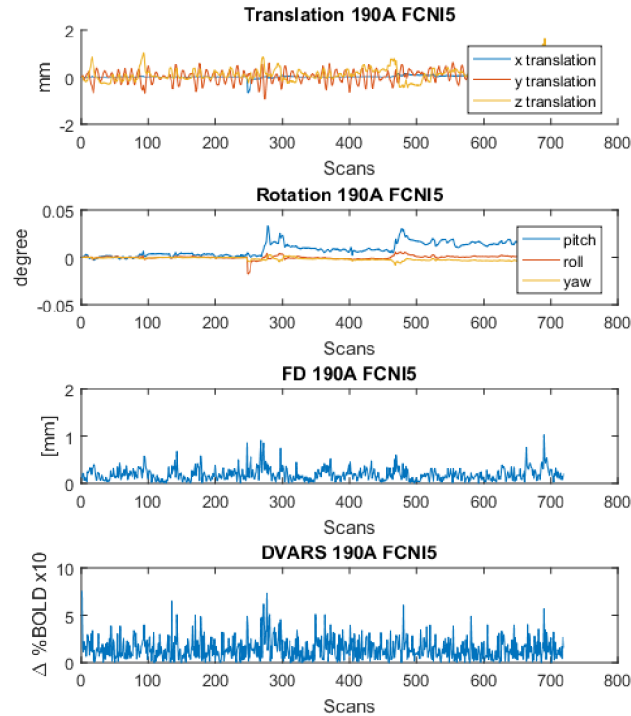 Translation 190A FCNI5
2
0
-2
mm
x translation
y translation
z translation
0 100 200 300 400 500 600 700 800
Scans
Rotation 190A FCNI5
0.05
0
-0.05
degree
pitch
roll
yaw
0 100 200 300 400 500 600 700 800
Scans
FD 190A FCNI5
2
1
0
[mm]
0 100 200 300 400 500 600 700 800
Scans
DVARS 190A FCNI5
10
5
0
Δ %BOLD x10
0 100 200 300 400 500 600 700 800
Scans